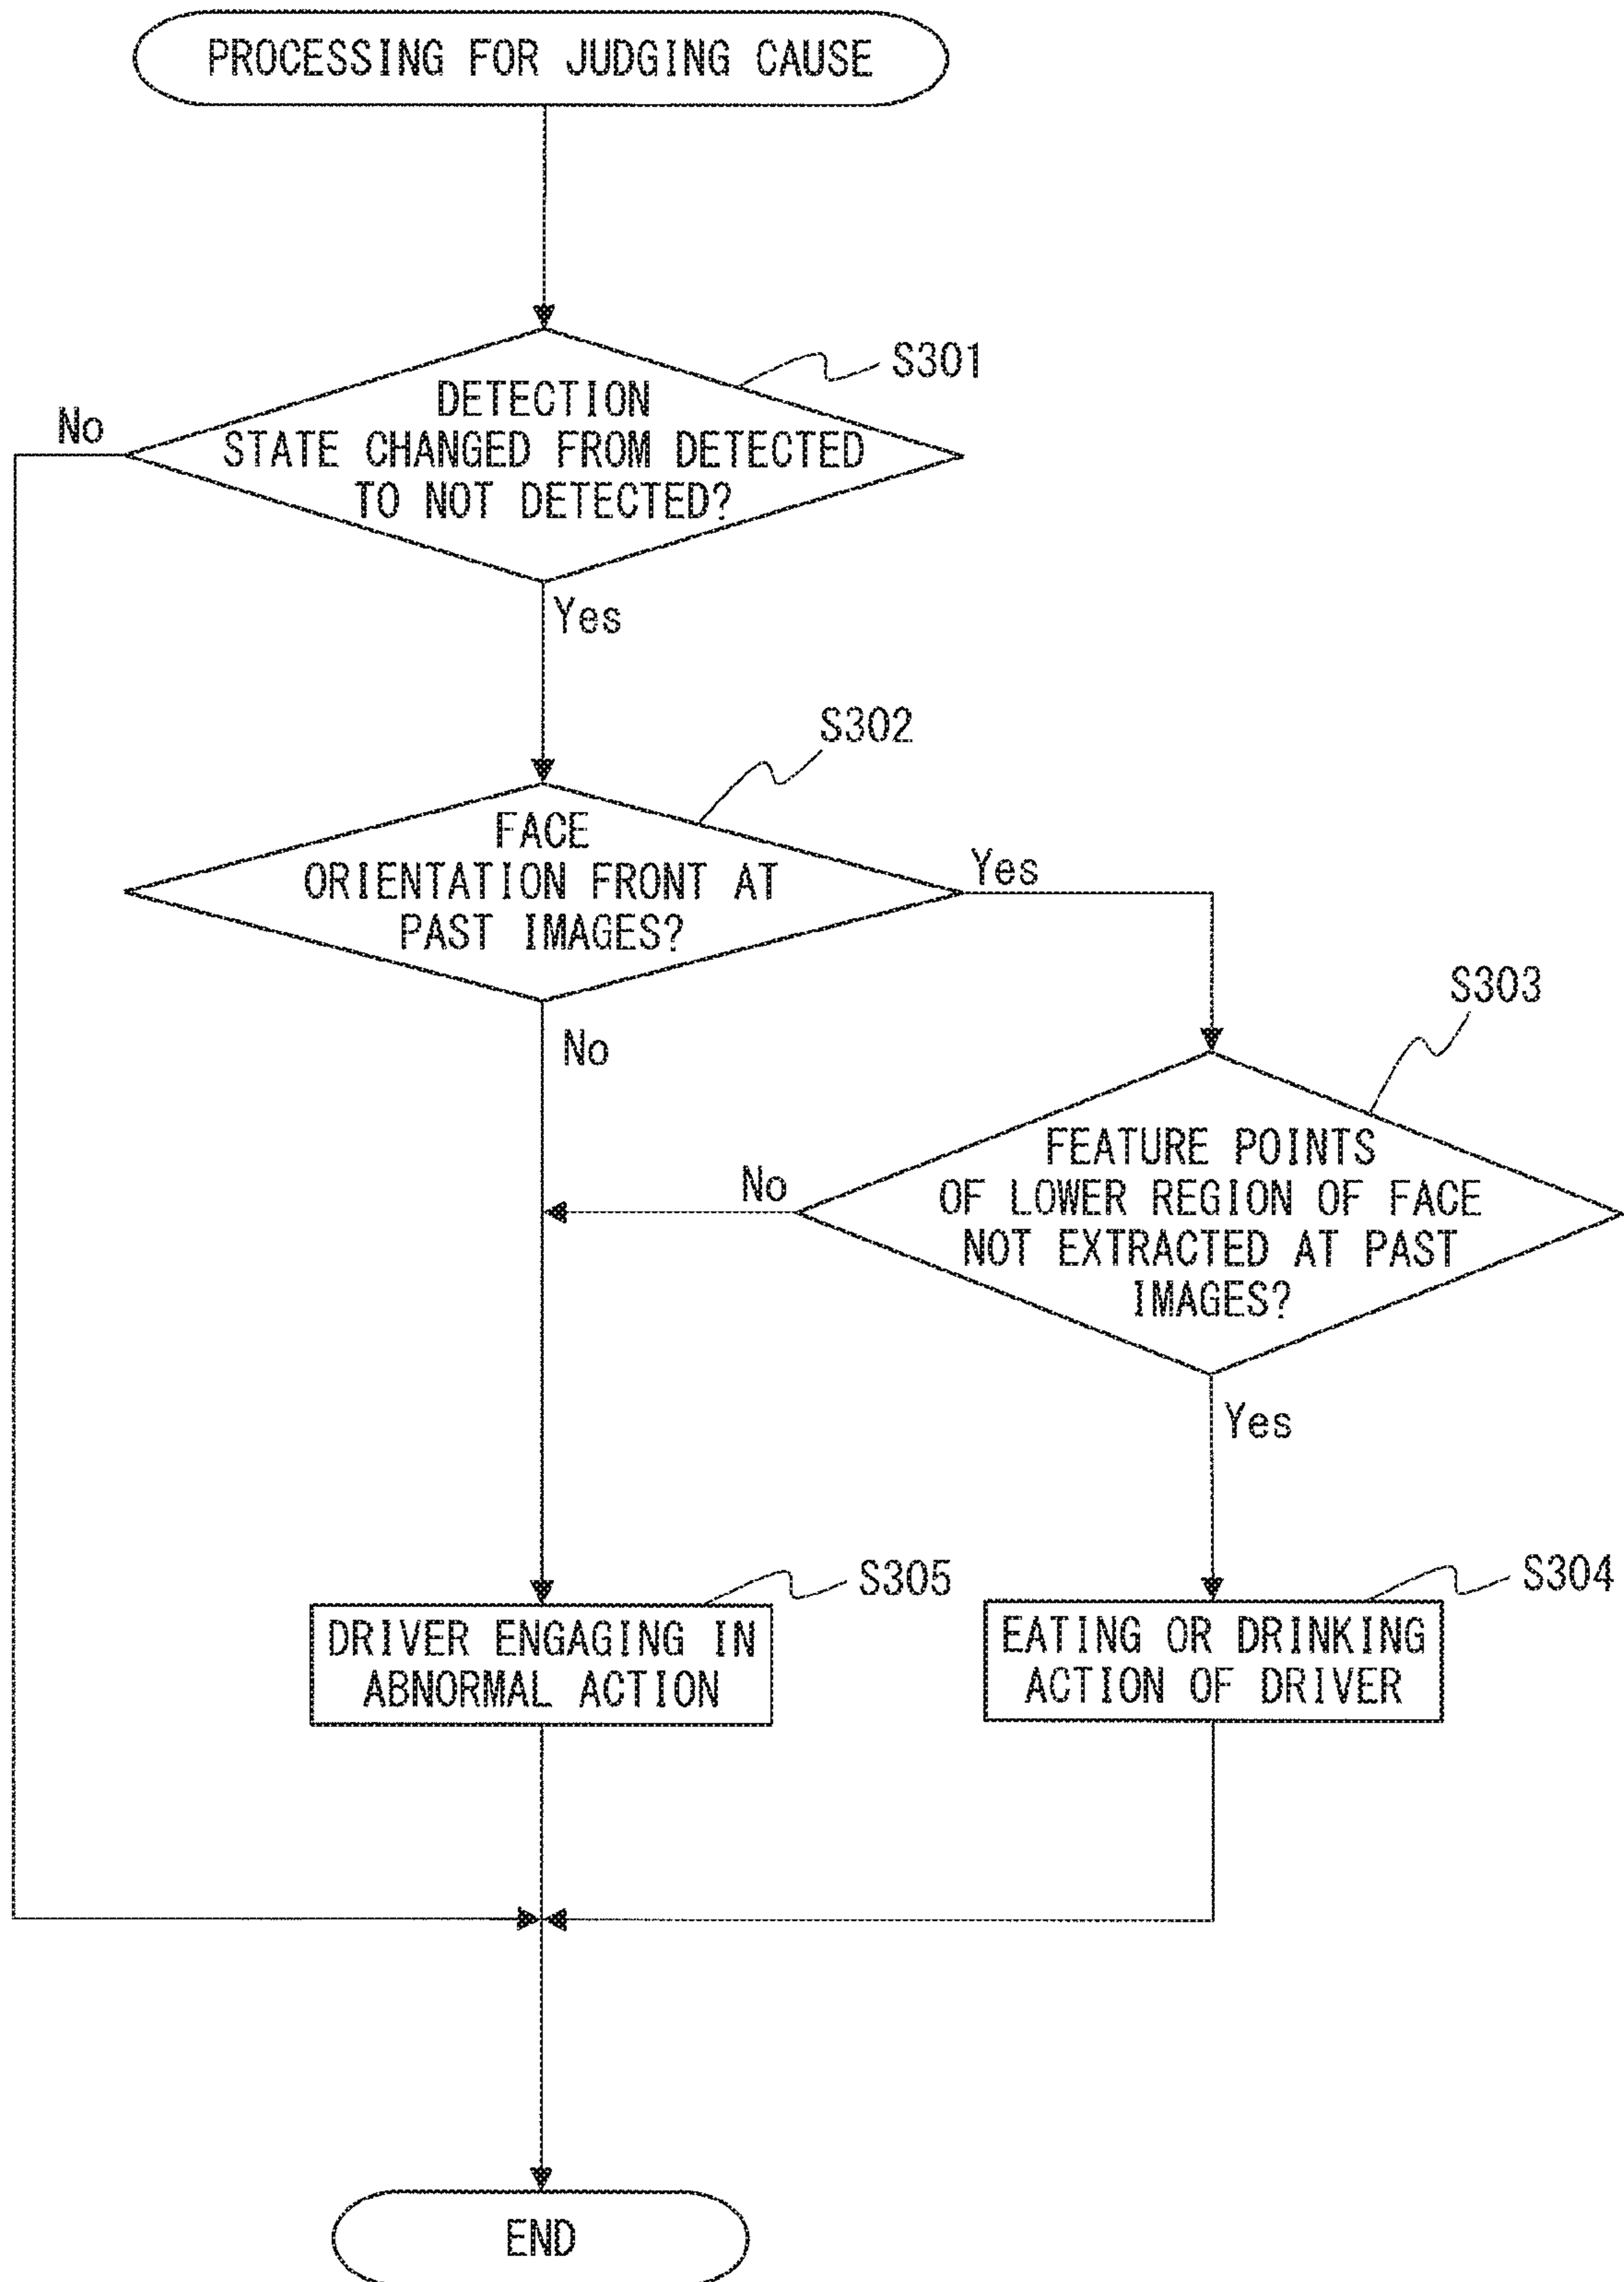 PROCESSING FOR JUDGING CAUSE
S301
DETECTION
STATE CHANGED FROM DETECTED
TO NOT DETECTED?
No
Yes
S302
FACE
ORIENTATION FRONT AT
PAST IMAGES?
Yes
No
S303
FEATURE POINTS
OF LOWER REGION OF FACE
NOT EXTRACTED AT PAST
IMAGES?
No
Yes
S305
DRIVER ENGAGING IN
ABNORMAL ACTION
S304
EATING OR DRINKING
ACTION OF DRIVER
END